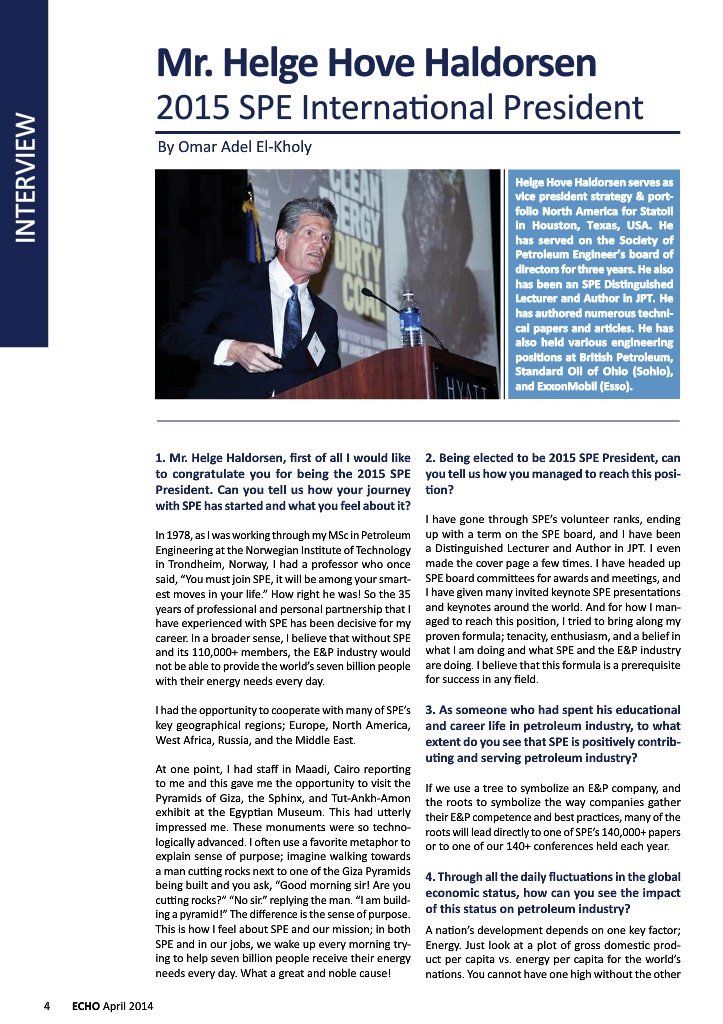 INTERVIEW
Mr. Helge Hove Haldorsen
2015 SPE International President
By Omar Adel El-Kholy
CLEAN
ENERGY
DIRTY
COAL
HYATT
Helge Hove Haldorsen serves as
vice president strategy & port-
folio North America for Statoil
in Houston, Texas, USA. He
has served on the Society of
Petroleum Engineer's board of
directors for three years. He also
has been an SPE Distinguished
Lecturer and Author in JPT. He
has authored numerous techni-
cal papers and articles. He has
also held various engineering
positions at British Petroleum,
Standard Oil of Ohio (Sohio),
and ExxonMobil (Esso).
1. Mr. Helge Haldorsen, first of all I would like
to congratulate you for being the 2015 SPE
President. Can you tell us how your journey
with SPE has started and what you feel about it?
In 1978, as I was working through my MSc in Petroleum
Engineering at the Norwegian Institute of Technology
in Trondheim, Norway, I had a professor who once
said, "You must join SPE, it will be among your smart-
est moves in your life." How right he was! So the 35
years of professional and personal partnership that I
have experienced with SPE has been decisive for my
career. In a broader sense, I believe that without SPE
and its 110,000+ members, the E&P industry would
not be able to provide the world's seven billion people
with their energy needs every day.
I had the opportunity to cooperate with many of SPE's
key geographical regions; Europe, North America,
West Africa, Russia, and the Middle East.
At one point, I had staff in Maadi, Cairo reporting
to me and this gave me the opportunity to visit the
Pyramids of Giza, the Sphinx, and Tut-Ankh-Amon
exhibit at the Egyptian Museum. This had utterly
impressed me. These monuments were so techno-
logically advanced. I often use a favorite metaphor to
explain sense of purpose; imagine walking towards
a man cutting rocks next to one of the Giza Pyramids
being built and you ask, "Good morning sir! Are you
cutting rocks?" "No sir." replying the man. "I am build-
ing a pyramid!" The difference is the sense of purpose.
This is how I feel about SPE and our mission; in both
SPE and in our jobs, we wake up every morning try-
ing to help seven billion people receive their energy
needs every day. What a great and noble cause!
2. Being elected to be 2015 SPE President, can
you tell us how you managed to reach this posi-
tion?
I have gone through SPE's volunteer ranks, ending
up with a term on the SPE board, and I have been
a Distinguished Lecturer and Author in JPT. I even
made the cover page a few times. I have headed up
SPE board committees for awards and meetings, and
I have given many invited keynote SPE presentations
and keynotes around the world. And for how I man-
aged to reach this position, I tried to bring along my
proven formula; tenacity, enthusiasm, and a belief in
what I am doing and what SPE and the E&P industry
are doing. I believe that this formula is a prerequisite
for success in any field.
3. As someone who had spent his educational
and career life in petroleum industry, to what
extent do you see that SPE is positively contrib-
uting and serving petroleum industry?
If we use a tree to symbolize an E&P company, and
the roots to symbolize the way companies gather
their E&P competence and best practices, many of the
roots will lead directly to one of SPE's 140,000+ papers
or to one of our 140+ conferences held each year.
4. Through all the daily fluctuations in the global
economic status, how can you see the impact
of this status on petroleum industry?
A nation's development depends on one key factor;
Energy. Just look at a plot of gross domestic prod-
uct per capita vs. energy per capita for the world's
nations. You cannot have one high without the other
4 ECHO April 2014